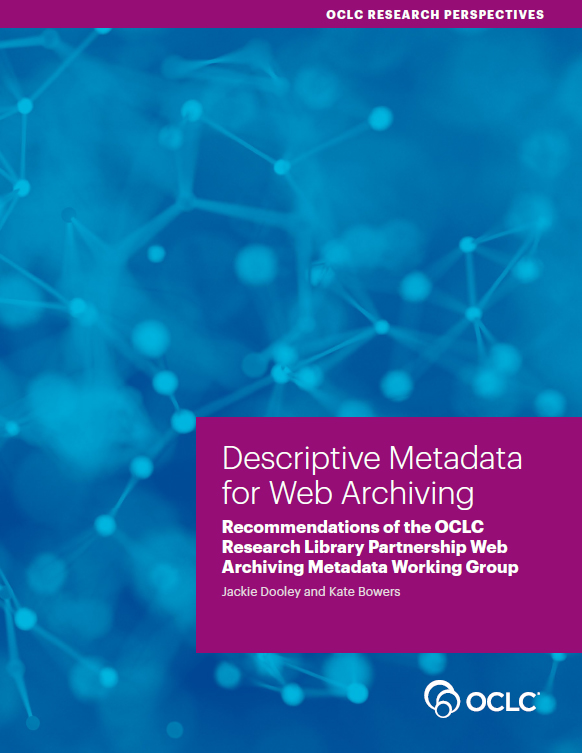 OCLC RESEARCH PERSPECTIVES
Descriptive Metadata
for Web Archiving
Recommendations of the OCLC
Research Library Partnership Web
Archiving Metadata Working Group
Jackie Dooley and Kate Bowers
OCLC